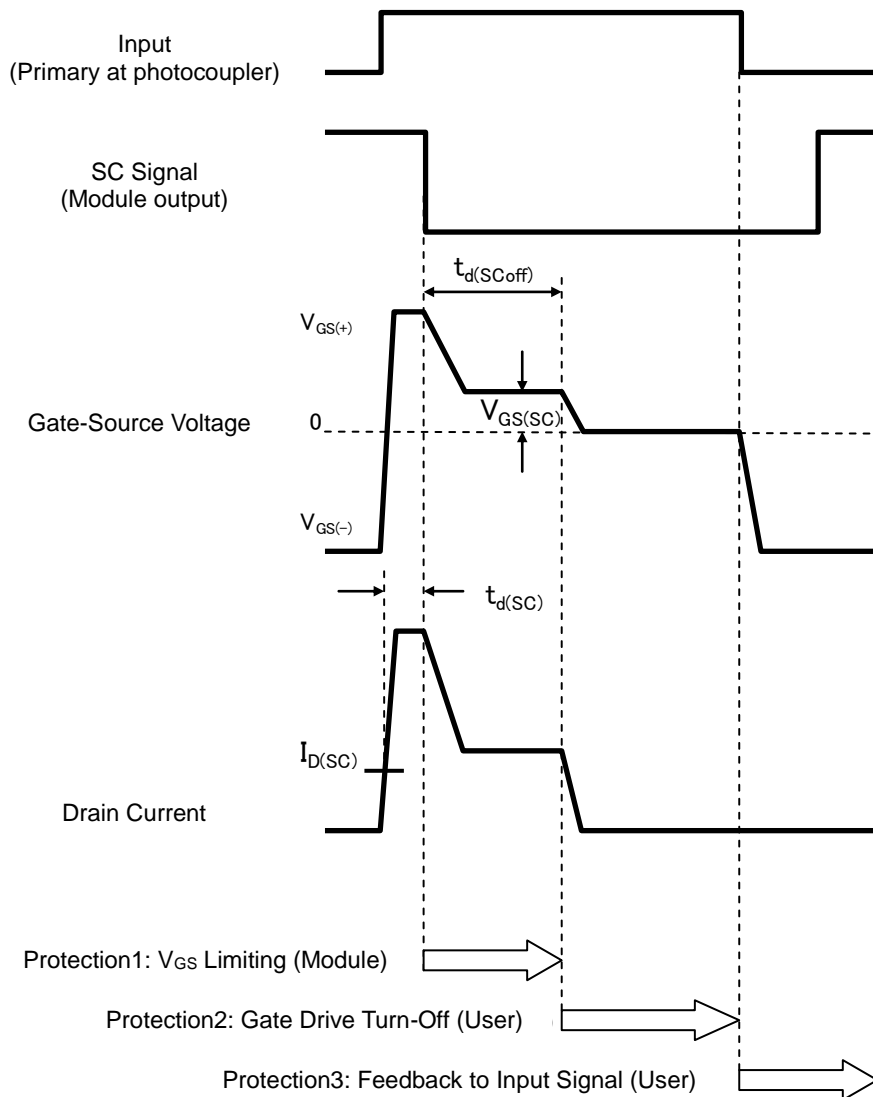 Input
(Primary at photocoupler)
SC Signal
(Module output)
td(SCoff)
VGS(+)
VGS(SC)
Gate-Source Voltage
0
VGS(−)
td(SC)
ID(SC)
Drain Current
Protection1: VGS Limiting (Module)
Protection2: Gate Drive Turn-Off (User)
Protection3: Feedback to Input Signal (User)